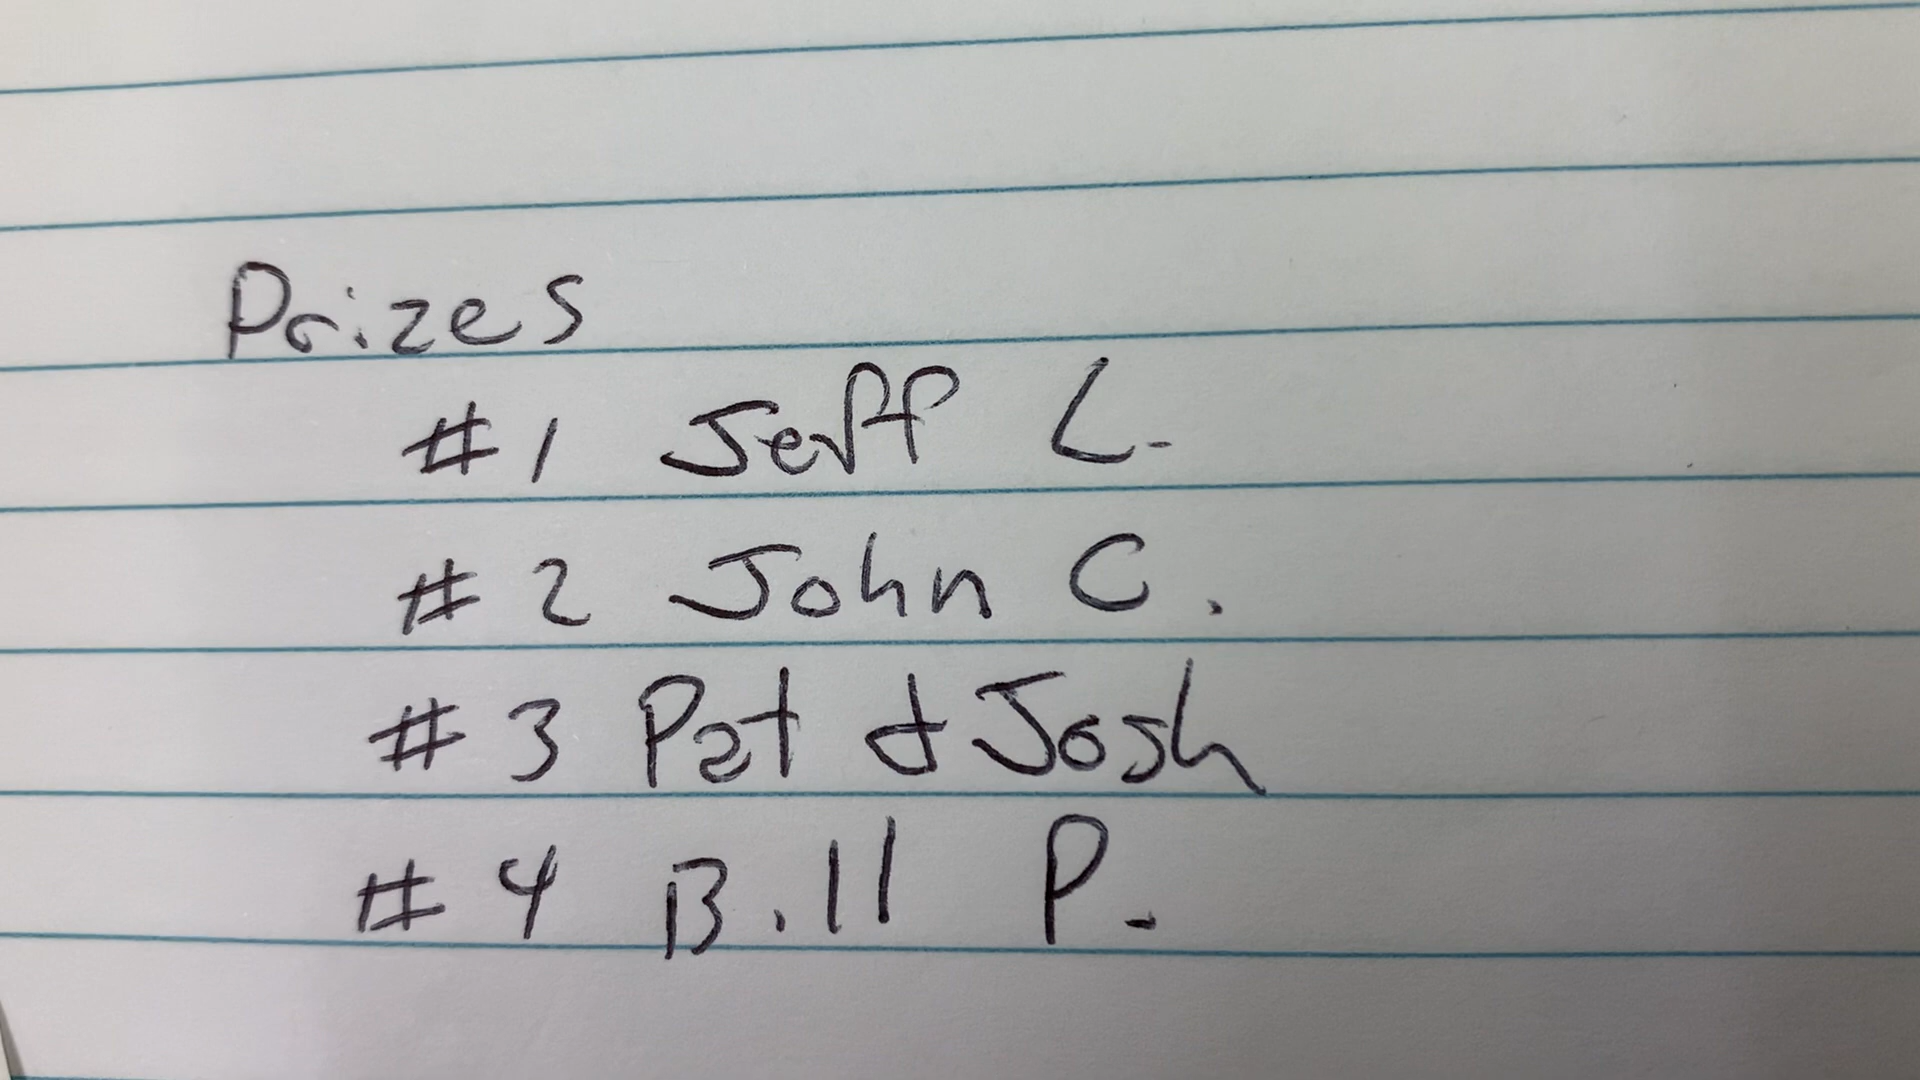 Prizes
#1 Jeff L.
#2 John C.
#3 Pat & Josh
#4 Bill P.